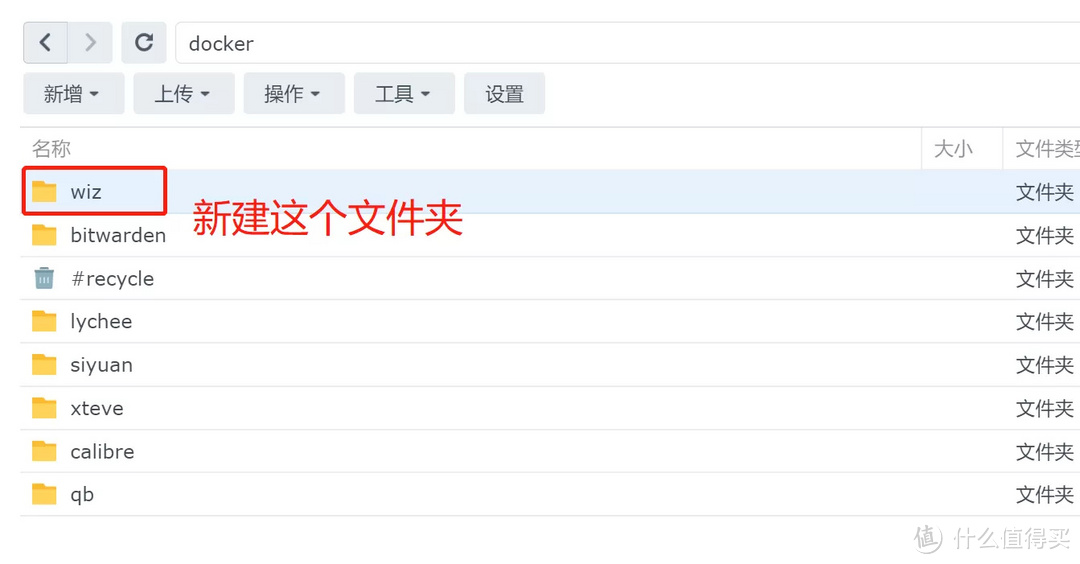 docker
新增 上传 操作 工具 设置
名称 大小 文件类型
wiz 文件夹
新建这个文件夹
bitwarden 文件夹
#recycle 文件夹
lychee 文件夹
siyuan 文件夹
xteve 文件夹
calibre 文件夹
qb 文件夹
值 什么值得买